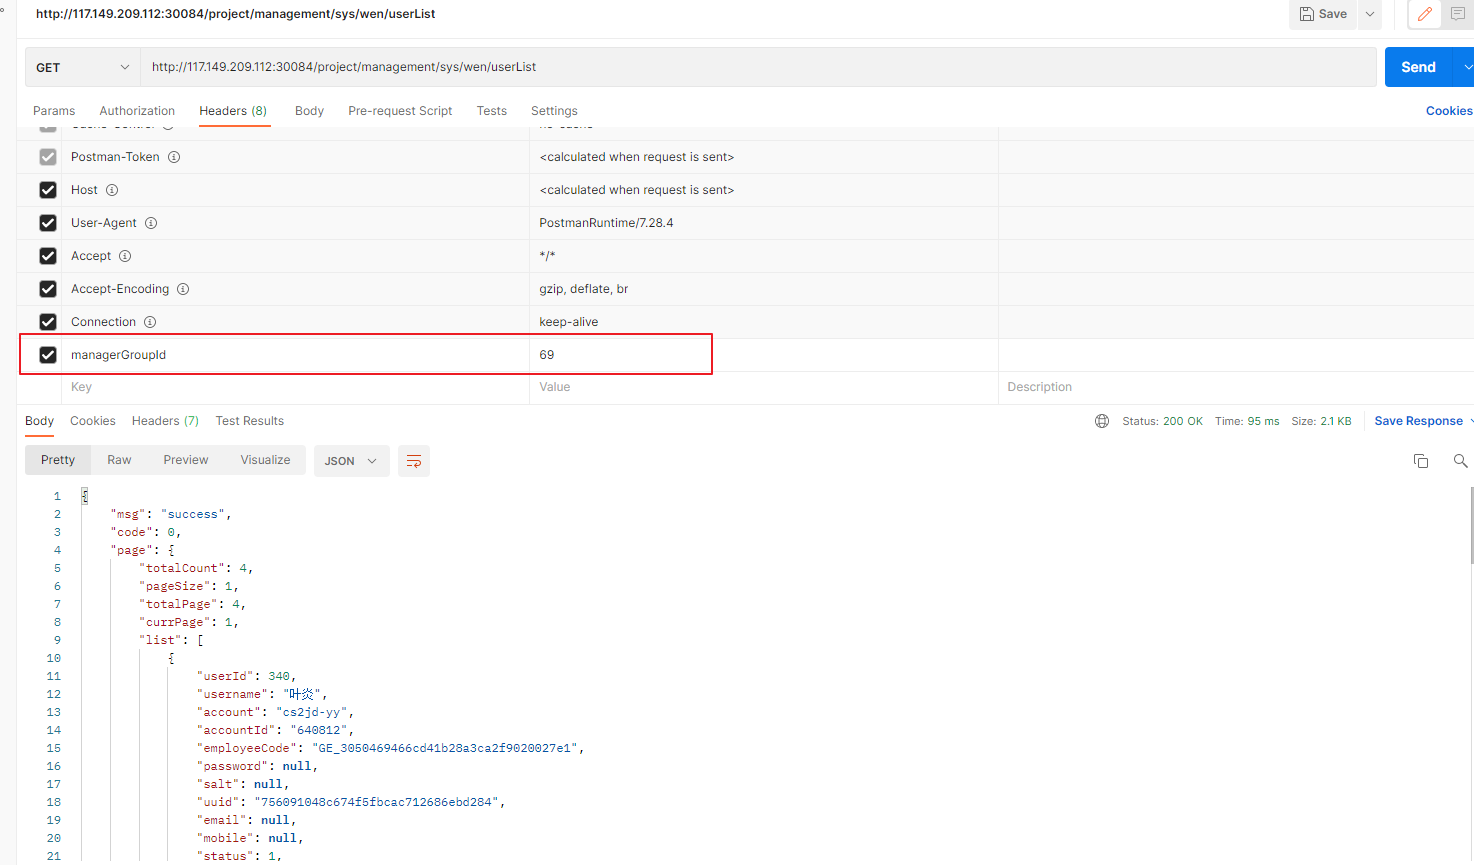 http://117.149.209.112:30084/project/management/sys/wen/userList
Save
GET http://117.149.209.112:30084/project/management/sys/wen/userList Send
Params Authorization Headers (8) Body Pre-request Script Tests Settings Cookies
Postman-Token <calculated when request is sent>
Host <calculated when request is sent>
User-Agent PostmanRuntime/7.28.4
Accept */*
Accept-Encoding gzip, deflate, br
Connection keep-alive
managerGroupId 69
Key Value Description
Body Cookies Headers (7) Test Results Status: 200 OK Time: 95 ms Size: 2.1 KB Save Response
Pretty Raw Preview Visualize JSON
1 {
2 "msg": "success",
3 "code": 0,
4 "page": {
5 "totalCount": 4,
6 "pageSize": 1,
7 "totalPage": 4,
8 "currPage": 1,
9 "list": [
10 {
11 "userId": 340,
12 "username": "叶炎",
13 "account": "cs2jd-yy",
14 "accountId": "640812",
15 "employeeCode": "GE_3050469466cd41b28a3ca2f9020027e1",
16 "password": null,
17 "salt": null,
18 "uuid": "756091048c674f5fbcac712686ebd284",
19 "email": null,
20 "mobile": null,
21 "status": 1,